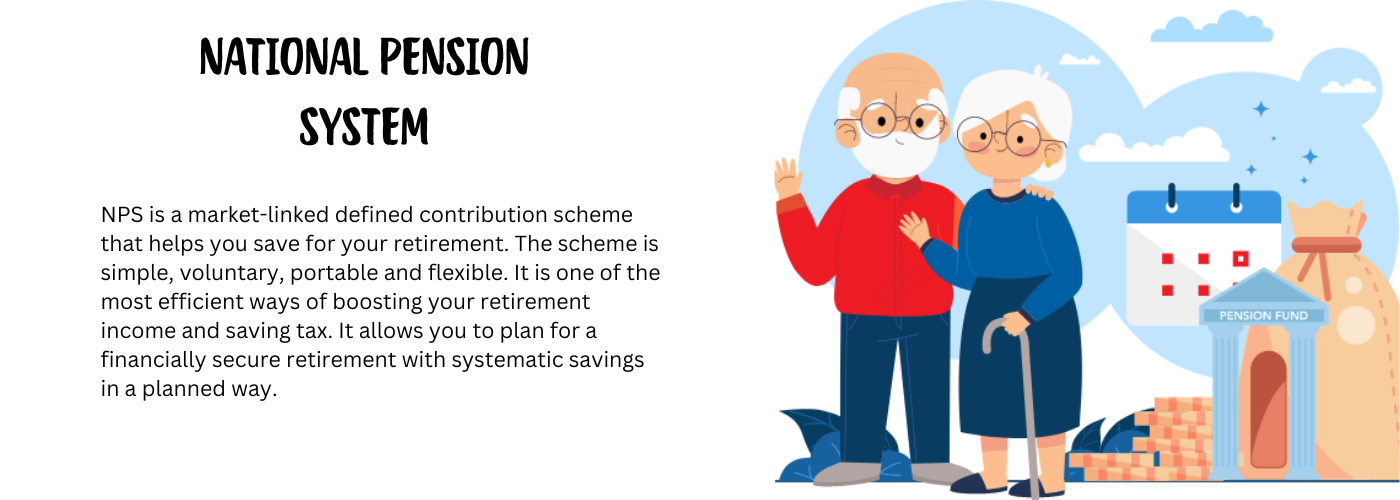 NATIONAL PENSION
SYSTEM
NPS is a market-linked defined contribution scheme
that helps you save for your retirement. The scheme is
simple, voluntary, portable and flexible. It is one of the
most efficient ways of boosting your retirement
income and saving tax. It allows you to plan for a
financially secure retirement with systematic savings
in a planned way.
PENSION FUND